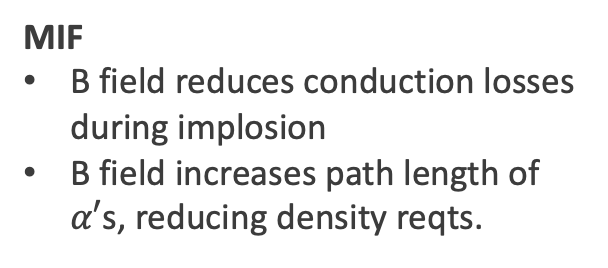 MIF
• B field reduces conduction losses
during implosion
• B field increases path length of
α′s, reducing density reqts.